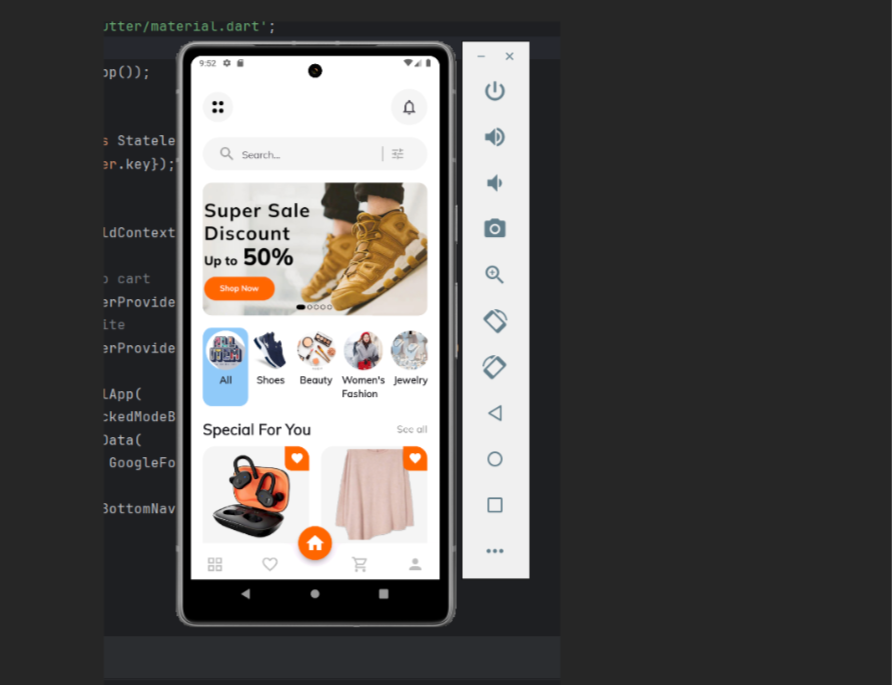 utter/material.dart';
pp());
s Statele
er.key});
ldContext
o cart
erProvide
ite
erProvide
lApp(
ckedModeB
Data(
GoogleFo
BottomNav
9:52
Search...
Super Sale
Discount
Up to 50%
Shop Now
All
Shoes
Beauty
Women's
Fashion
Jewelry
Special For You
See all